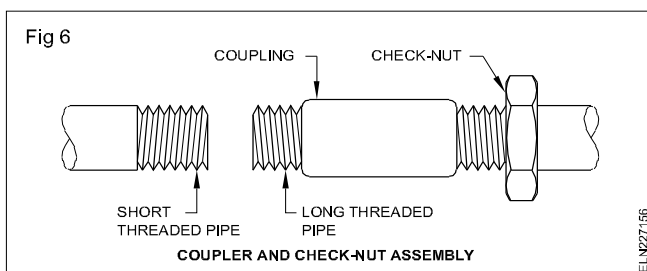 Fig 6
COUPLING
CHECK-NUT
SHORT
THREADED PIPE
LONG THREADED
PIPE
COUPLER AND CHECK-NUT ASSEMBLY
ELN227156